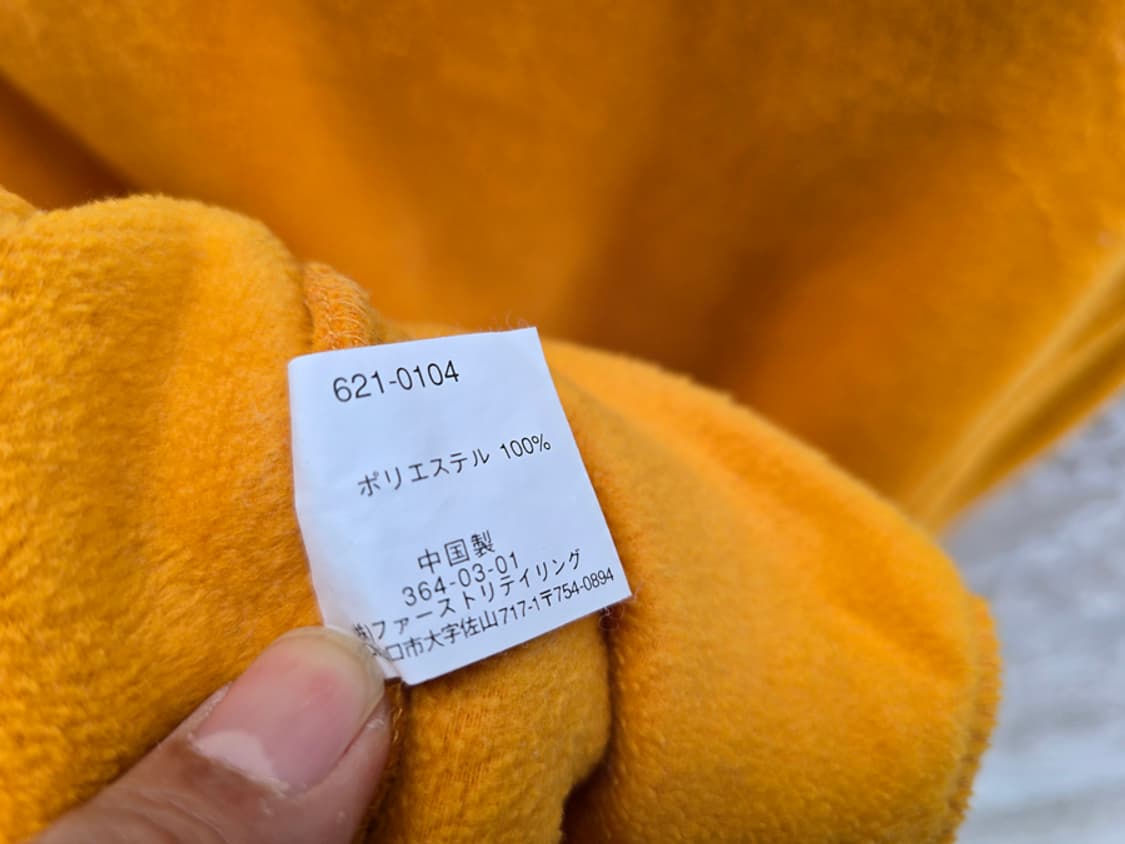 621-0104
ポリエステル 100%
中国製
364-03-01
ファーストリテイリング
口市大字佐山717-1〒754-0894